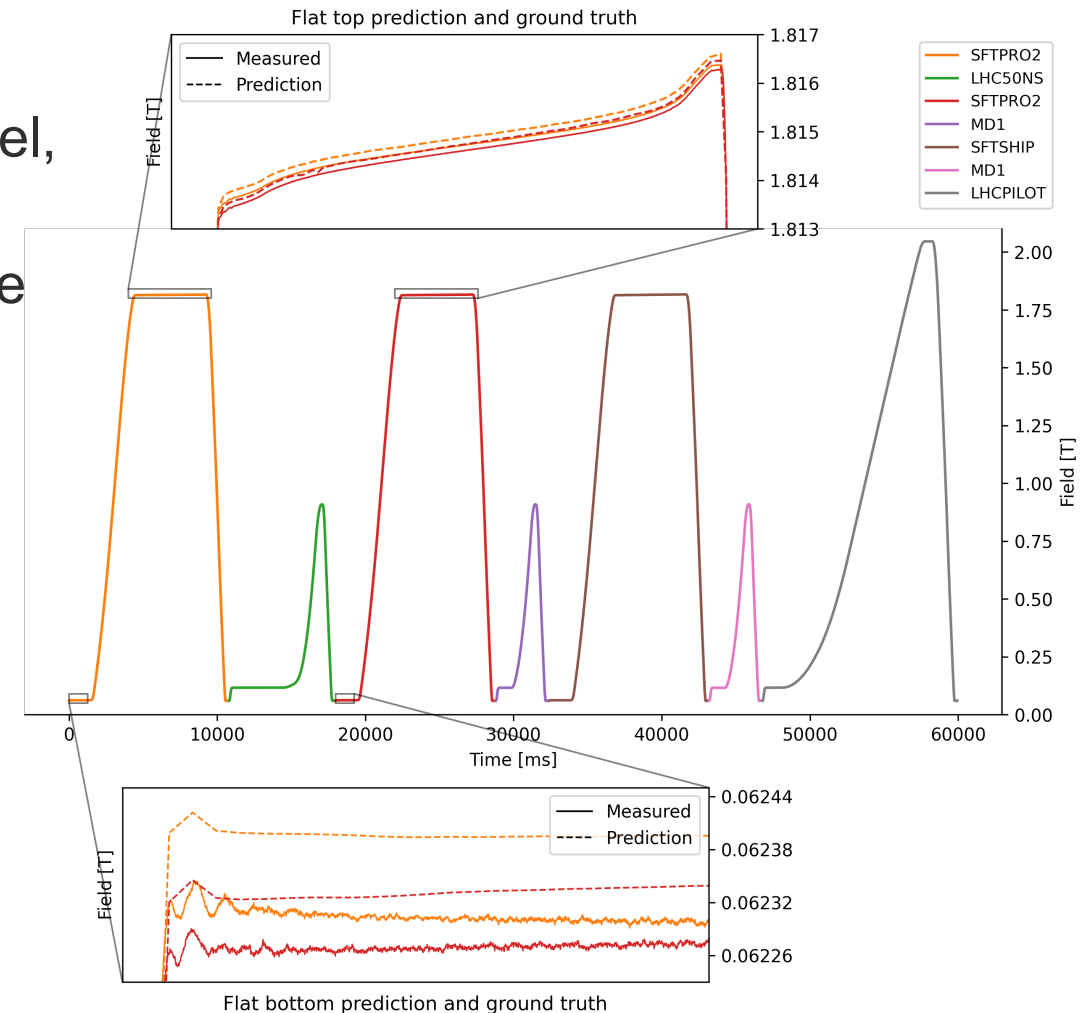 Flat top prediction and ground truth
el,
e
Measured
Prediction
Field [T]
1.817
1.816
1.815
1.814
1.813
SFTPRO2
LHC50NS
SFTPRO2
MD1
SFTSHIP
MD1
LHCPILOT
2.00
1.75
1.50
1.25
1.00
0.75
0.50
0.25
0.00
Field [T]
0
10000
20000
30000
40000
50000
60000
Time [ms]
Measured
Prediction
Field [T]
0.06244
0.06238
0.06232
0.06226
Flat bottom prediction and ground truth